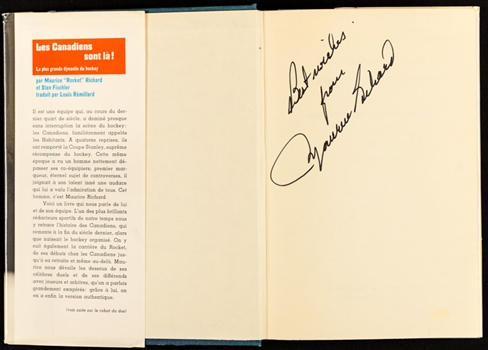 Les Canadiens
sont là!
La plus grande dynastie du hockey
par Maurice "Rocket" Richard
et Stan Fischler
traduit par Louis Rémillard
Il est une équipe qui, au cours du der-
nier quart de siècle, a dominé presque
sans interruption la scène du hockey:
les Canadiens, familièrement appelés
les Habitants. A quatorze reprises, ils
ont remporté la Coupe Stanley, suprême
récompense du hockey. Cette même
époque a vu un homme nettement dé-
passer ses co-équipiers: premier mar-
queur, éternel sujet de controverses, il
joignait à son talent inné une audace
qui lui a valu l'admiration de tous. Cet
homme, c'est Maurice Richard.
Voici un livre qui nous parle de lui
et de son équipe. L'un des plus brillants
rédacteurs sportifs de notre temps nous
y retrace l'histoire des Canadiens, qui
remonte à la fin du siècle dernier, alors
que naissait le hockey organisé. On y
suit également la carrière du Rocket,
de ses débuts chez les Canadiens jus-
qu'à sa retraite et même au-delà. Mau-
rice nous dévoile les dessous de ses
célèbres duels et de ses différends
avec joueurs et arbitres, qu'on a parfois
grandement exagérés: grâce à lui, on
en a enfin la version authentique.
(voir suite sur le rabat du dos)
Best wishes.
from
Maurice Richard